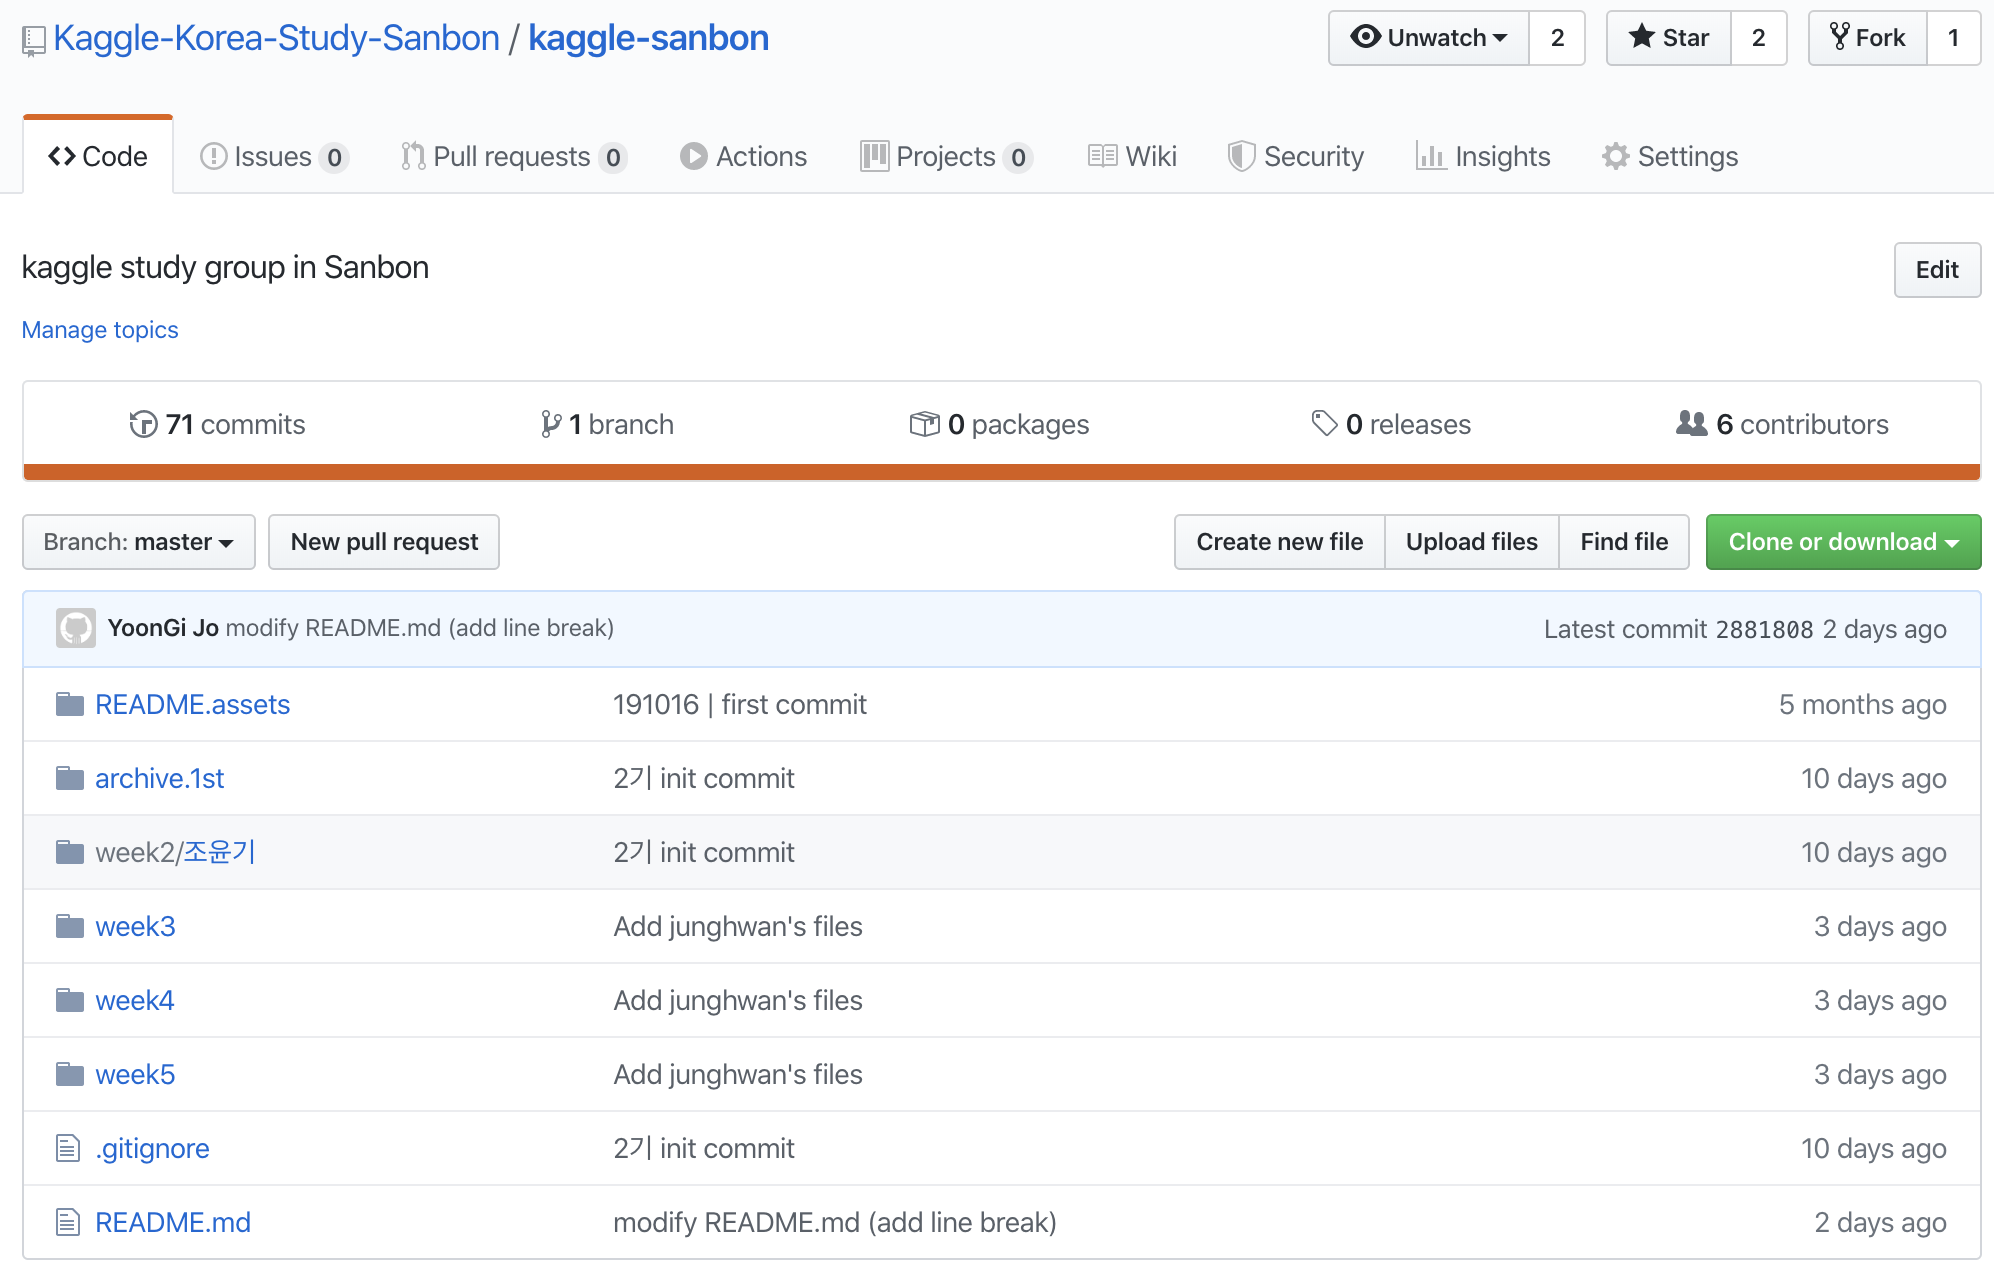 Kaggle-Korea-Study-Sanbon / kaggle-sanbon
Unwatch 2 Star 2 Fork 1
Code Issues 0 Pull requests 0 Actions Projects 0 Wiki Security Insights Settings
kaggle study group in Sanbon
Edit
Manage topics
71 commits 1 branch 0 packages 0 releases 6 contributors
Branch: master New pull request Create new file Upload files Find file Clone or download
YoonGi Jo modify README.md (add line break) Latest commit 2881808 2 days ago
README.assets 191016 | first commit 5 months ago
archive.1st 2기 init commit 10 days ago
week2/조윤기 2기 init commit 10 days ago
week3 Add junghwan's files 3 days ago
week4 Add junghwan's files 3 days ago
week5 Add junghwan's files 3 days ago
.gitignore 2기 init commit 10 days ago
README.md modify README.md (add line break) 2 days ago